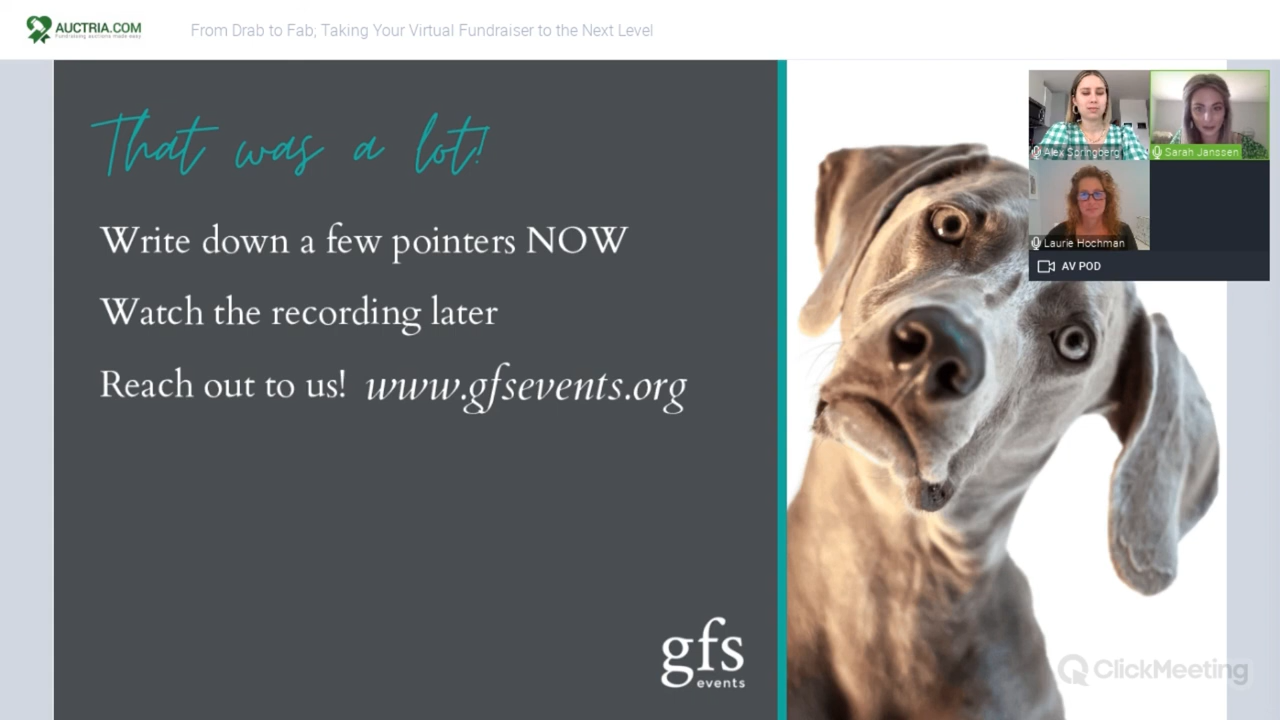 AUCTRIA.COM
Fundraising auctions made easy
From Drab to Fab, Taking Your Virtual Fundraiser to the Next Level
That was a lot!
Write down a few pointers NOW
Watch the recording later
Reach out to us! www.gfsevents.org
gfs
events
Alex Springberg
Sarah Janssen
Laurie Hochman
AV POD
ClickMeeting